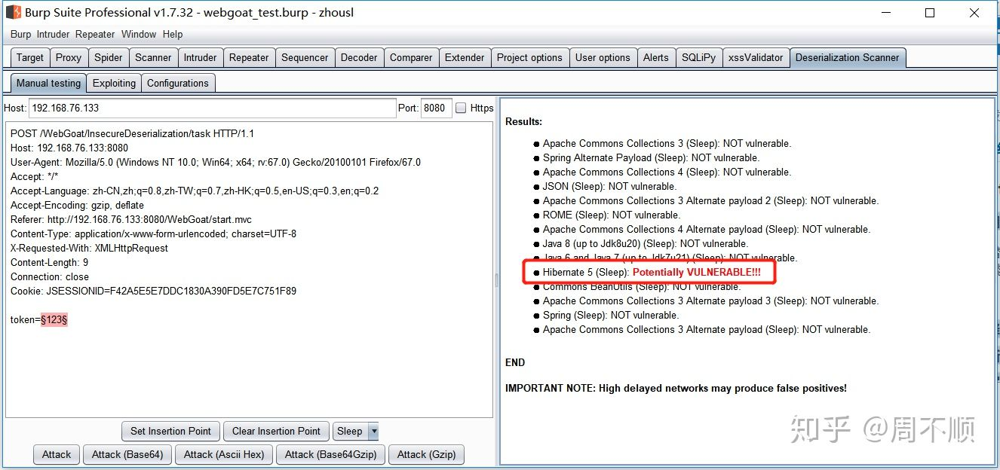 Burp Suite Professional v1.7.32 - webgoat_test.burp - zhousl
Burp Intruder Repeater Window Help
Target Proxy Spider Scanner Intruder Repeater Sequencer Decoder Comparer Extender Project options User options Alerts SQLiPy xssValidator Deserialization Scanner
Manual testing Exploiting Configurations
Host: 192.168.76.133 Port: 8080 Https
POST /WebGoat/InsecureDeserialization/task HTTP/1.1
Host: 192.168.76.133:8080
User-Agent: Mozilla/5.0 (Windows NT 10.0; Win64; x64; rv:67.0) Gecko/20100101 Firefox/67.0
Accept: */*
Accept-Language: zh-CN,zh;q=0.8,zh-TW;q=0.7,zh-HK;q=0.5,en-US;q=0.3,en;q=0.2
Accept-Encoding: gzip, deflate
Referer: http://192.168.76.133:8080/WebGoat/start.mvc
Content-Type: application/x-www-form-urlencoded; charset=UTF-8
X-Requested-With: XMLHttpRequest
Content-Length: 9
Connection: close
Cookie: JSESSIONID=F42A5E5E7DDC1830A390FD5E7C751F89
token=§123§
Set Insertion Point Clear Insertion Point Sleep
Attack Attack (Base64) Attack (Ascii Hex) Attack (Base64Gzip) Attack (Gzip)
Results:
● Apache Commons Collections 3 (Sleep): NOT vulnerable.
● Spring Alternate Payload (Sleep): NOT vulnerable.
● Apache Commons Collections 4 (Sleep): NOT vulnerable.
● JSON (Sleep): NOT vulnerable.
● Apache Commons Collections 3 Alternate payload 2 (Sleep): NOT vulnerable.
● ROME (Sleep): NOT vulnerable.
● Apache Commons Collections 4 Alternate payload (Sleep): NOT vulnerable.
● Java 8 (up to Jdk8u20) (Sleep): NOT vulnerable.
● Java 6 and Java 7 (up to Jdk7u21) (Sleep): NOT vulnerable.
● Hibernate 5 (Sleep): Potentially VULNERABLE!!!
● Commons BeanUtils (Sleep): NOT vulnerable.
● Apache Commons Collections 3 Alternate payload 3 (Sleep): NOT vulnerable.
● Spring (Sleep): NOT vulnerable.
● Apache Commons Collections 3 Alternate payload (Sleep): NOT vulnerable.
END
IMPORTANT NOTE: High delayed networks may produce false positives!
知乎 @周不顺